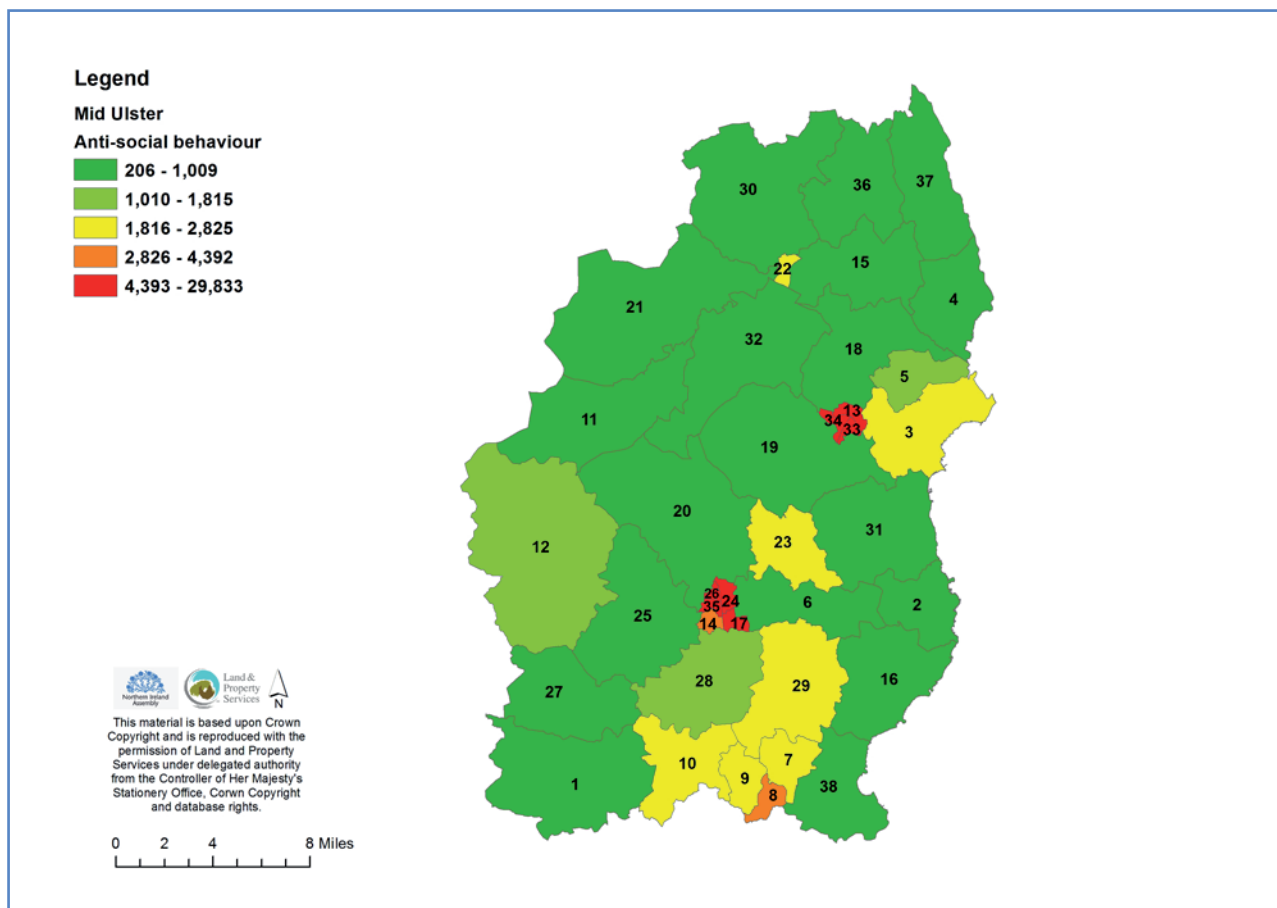 Legend
Mid Ulster
Anti-social behaviour
206 - 1,009
1,010 - 1,815
1,816 - 2,825
2,826 - 4,392
4,393 - 29,833
30
36
37
22
15
21
4
32
18
5
11
34
13
33
3
19
20
31
12
23
26
35
24
6
2
25
14
17
28
16
27
29
10
7
9
1
8
38
Northern Ireland
Assembly
Land &
Property
Services
N
This material is based upon Crown
Copyright and is reproduced with the
permission of Land and Property
Services under delegated authority
from the Controller of Her Majesty's
Stationery Office, Corwn Copyright
and database rights.
0 2 4 8 Miles